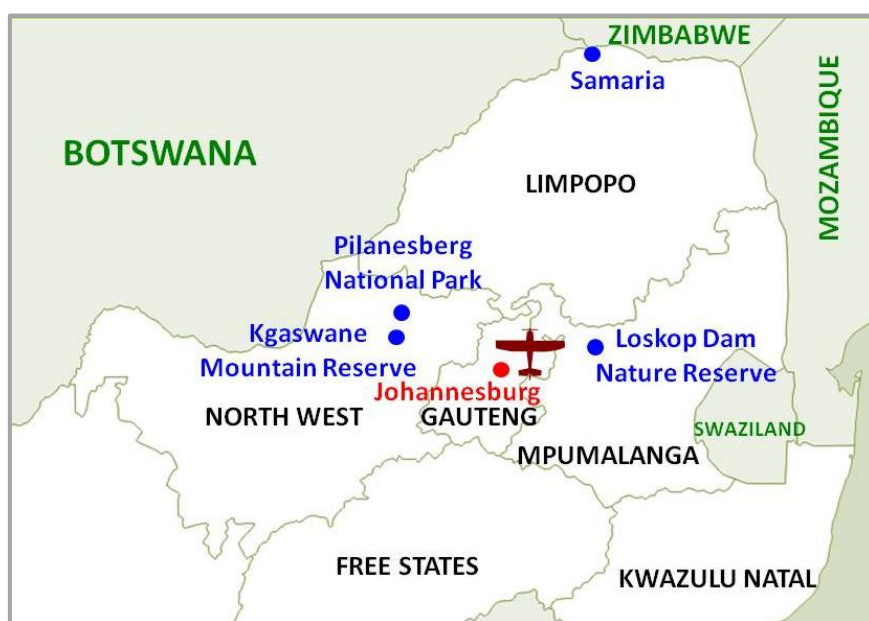 ZIMBABWE
Samaria
MOZAMBIQUE
BOTSWANA
LIMPOPO
Pilanesberg
National Park
Kgaswane
Mountain Reserve
Loskop Dam
Nature Reserve
Johannesburg
NORTH WEST
GAUTENG
SWAZILAND
MPUMALANGA
FREE STATES
KWAZULU NATAL